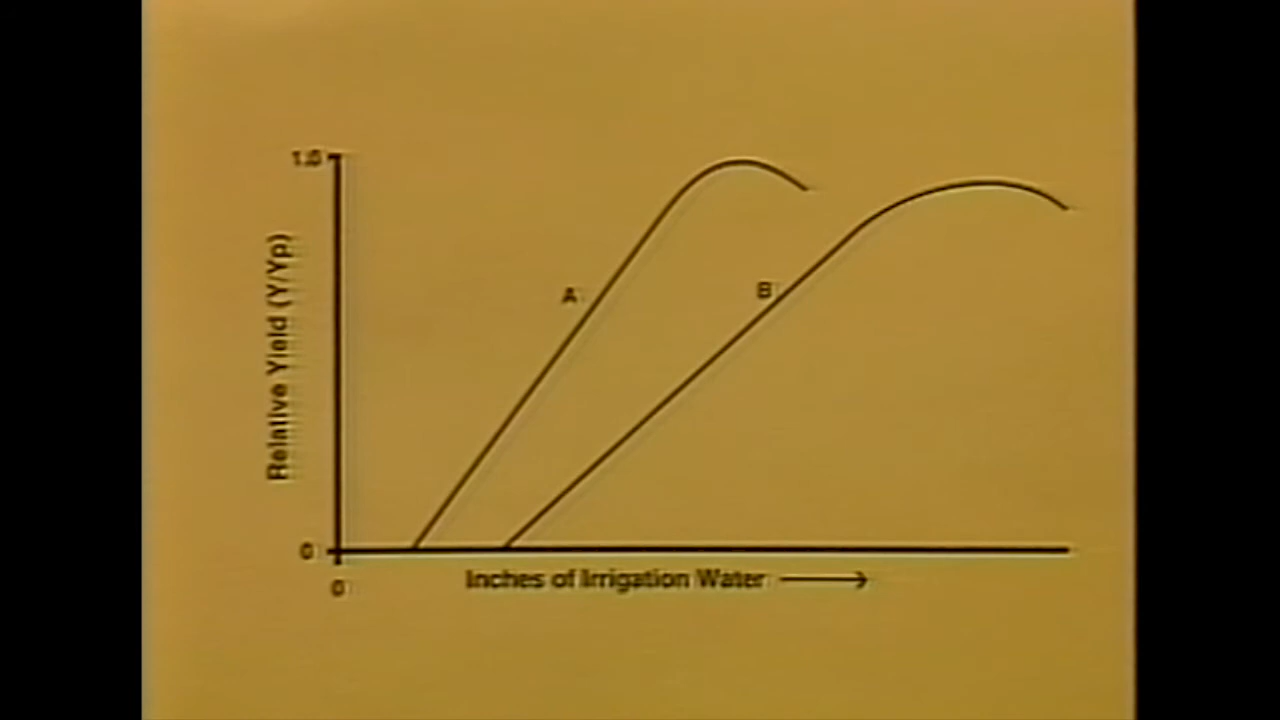 1.0
Relative Yield (Y/Yp)
A
B
0
0
Inches of Irrigation Water